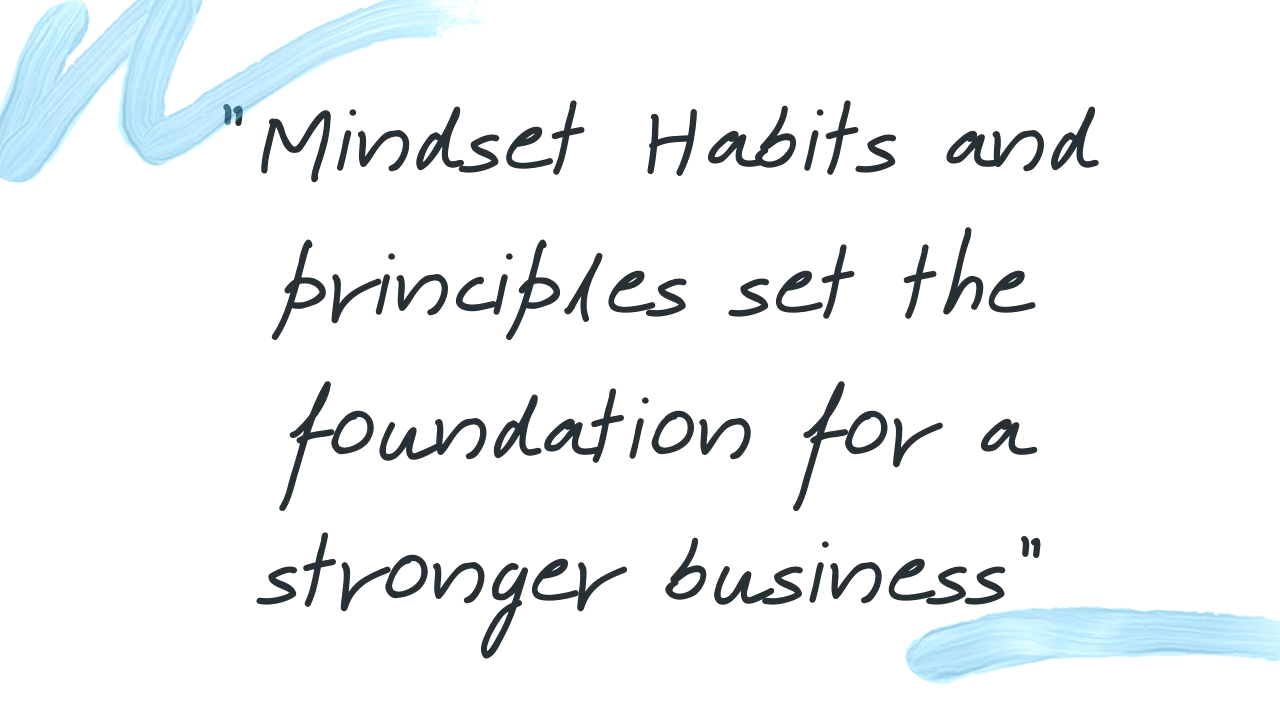 "Mindset Habits and
principles set the
foundation for a
stronger business"